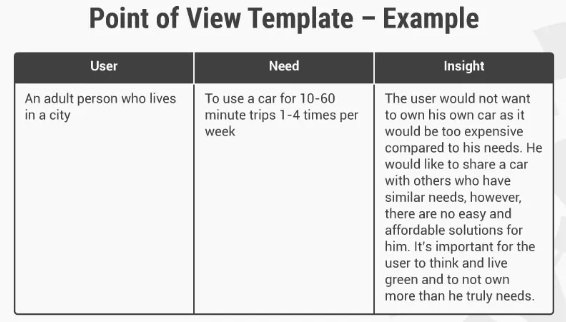 Point of View Template – Example
User
Need
Insight
An adult person who lives
in a city
To use a car for 10-60
minute trips 1-4 times per
week
The user would not want
to own his own car as it
would be too expensive
compared to his needs. He
would like to share a car
with others who have
similar needs, however,
there are no easy and
affordable solutions for
him. It's important for the
user to think and live
green and to not own
more than he truly needs.